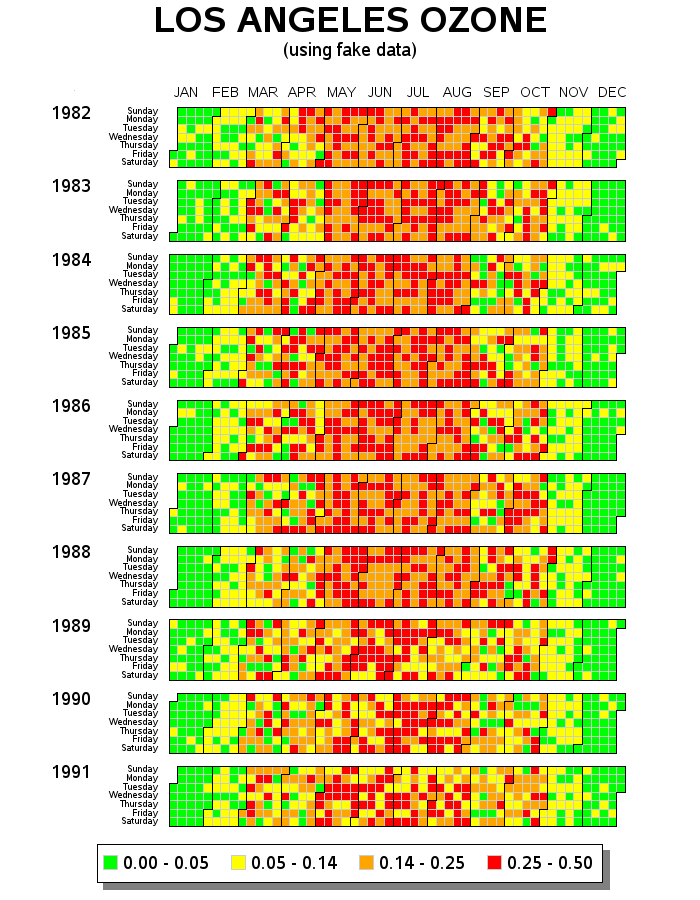 LOS ANGELES OZONE
(using fake data)
JAN FEB MAR APR MAY JUN JUL AUG SEP OCT NOV DEC
1982
Sunday
Monday
Tuesday
Wednesday
Thursday
Friday
Saturday
1983
Sunday
Monday
Tuesday
Wednesday
Thursday
Friday
Saturday
1984
Sunday
Monday
Tuesday
Wednesday
Thursday
Friday
Saturday
1985
Sunday
Monday
Tuesday
Wednesday
Thursday
Friday
Saturday
1986
Sunday
Monday
Tuesday
Wednesday
Thursday
Friday
Saturday
1987
Sunday
Monday
Tuesday
Wednesday
Thursday
Friday
Saturday
1988
Sunday
Monday
Tuesday
Wednesday
Thursday
Friday
Saturday
1989
Sunday
Monday
Tuesday
Wednesday
Thursday
Friday
Saturday
1990
Sunday
Monday
Tuesday
Wednesday
Thursday
Friday
Saturday
1991
Sunday
Monday
Tuesday
Wednesday
Thursday
Friday
Saturday
0.00 - 0.05 0.05 - 0.14 0.14 - 0.25 0.25 - 0.50